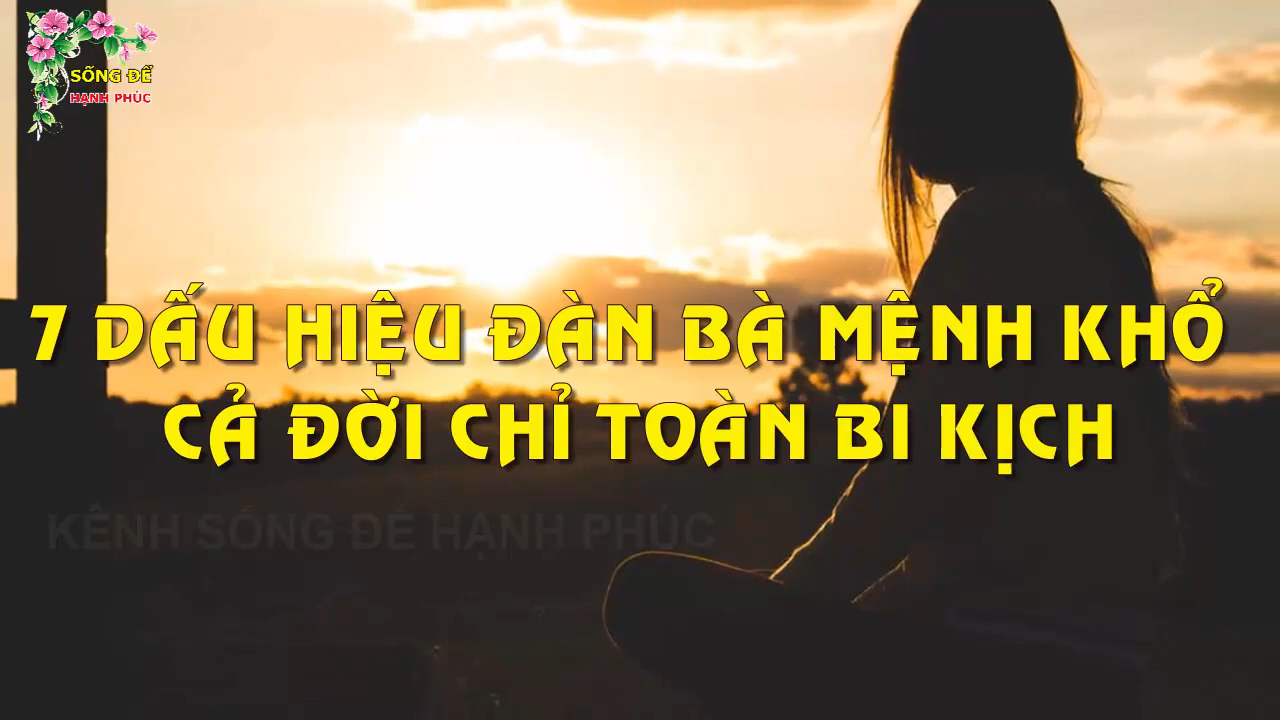 SỐNG ĐỂ
HẠNH PHÚC
7 DẤU HIỆU ĐÀN BÀ MỆNH KHỔ
CẢ ĐỜI CHỈ TOÀN BI KỊCH
KÊNH SỐNG ĐỂ HẠNH PHÚC